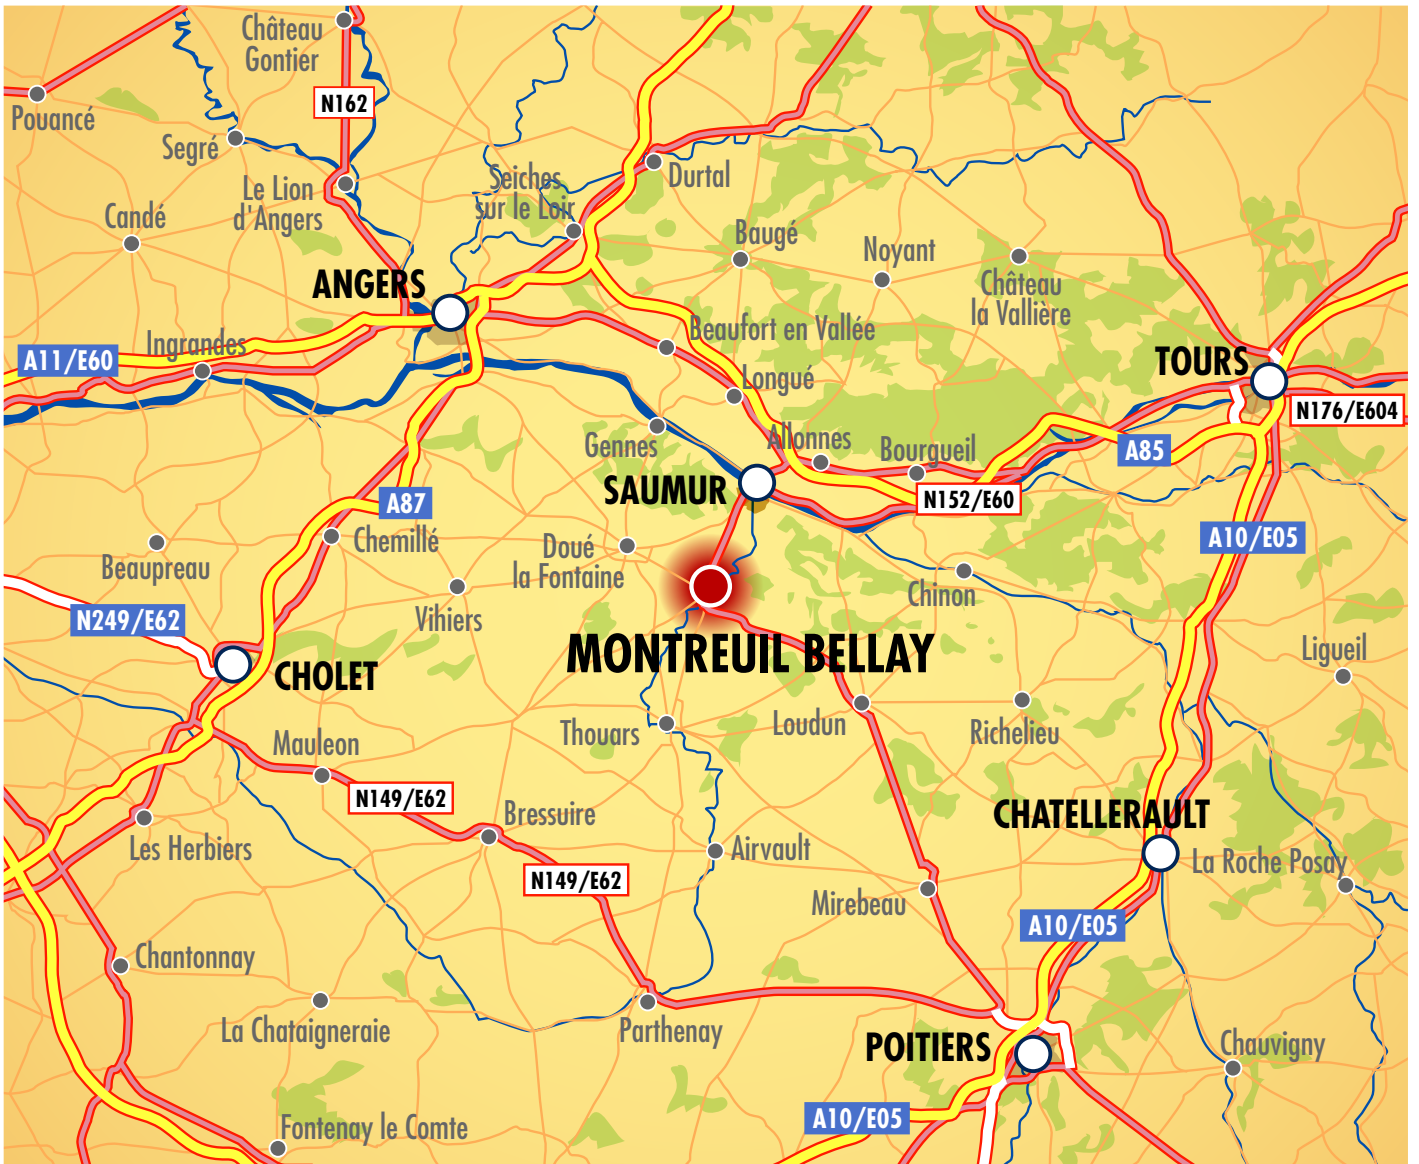 Château
Gontier
N162
Pouancé
Segré
Le Lion
d'Angers
Seiches
sur le Loir
Durtal
Candé
Baugé
Noyant
Château
la Vallière
ANGERS
Beaufort en Vallée
A11/E60
Ingrandes
TOURS
Longué
N176/E604
Gennes
Allonnes
Bourgueil
A85
SAUMUR
N152/E60
A87
Chemillé
Doué
la Fontaine
A10/E05
Beaupreau
Vihiers
Chinon
N249/E62
MONTREUIL BELLAY
Ligueil
CHOLET
Thouars
Loudun
Richelieu
Mauleon
N149/E62
Bressuire
CHATELLERAULT
Les Herbiers
Airvault
La Roche Posay
N149/E62
Mirebeau
A10/E05
Chantonnay
La Chataigneraie
Parthenay
POITIERS
Chauvigny
A10/E05
Fontenay le Comte